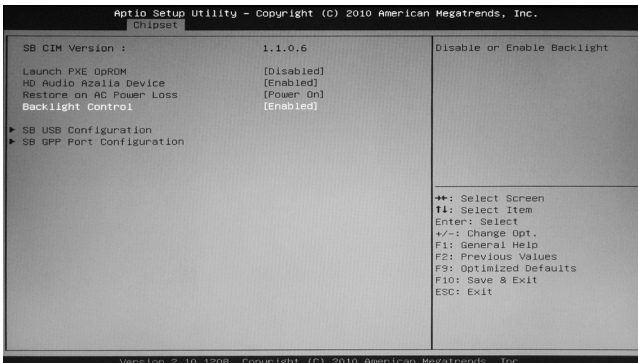 Aptio Setup Utility – Copyright (C) 2010 American Megatrends, Inc.
Chipset
SB CIM Version : 1.1.0.6
Launch PXE OpROM [Disabled]
HD Audio Azalia Device [Enabled]
Restore on AC Power Loss [Power On]
Backlight Control [Enabled]
▶ SB USB Configuration
▶ SB GPP Port Configuration
Disable or Enable Backlight
→←: Select Screen
↑↓: Select Item
Enter: Select
+/-: Change Opt.
F1: General Help
F2: Previous Values
F9: Optimized Defaults
F10: Save & Exit
ESC: Exit
Version 2.10.1208. Copyright (C) 2010 American Megatrends, Inc.